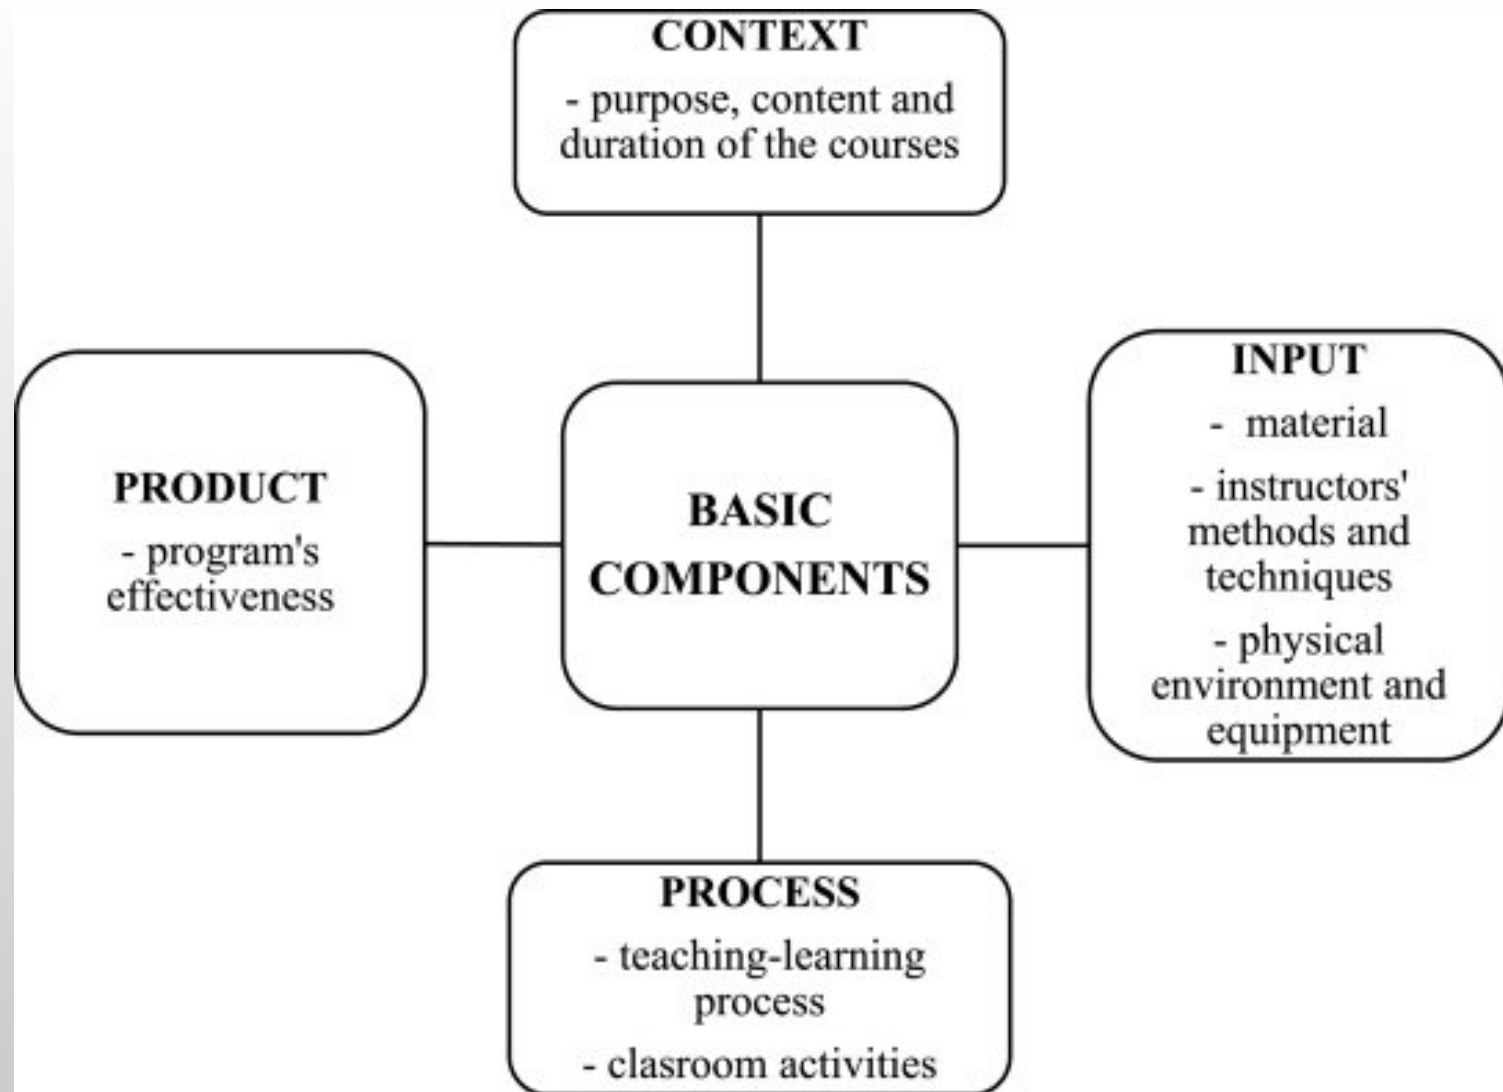 CONTEXT
- purpose, content and
duration of the courses
PRODUCT
- program's
effectiveness
BASIC
COMPONENTS
INPUT
- material
- instructors'
methods and
techniques
- physical
environment and
equipment
PROCESS
- teaching-learning
process
- clasroom activities